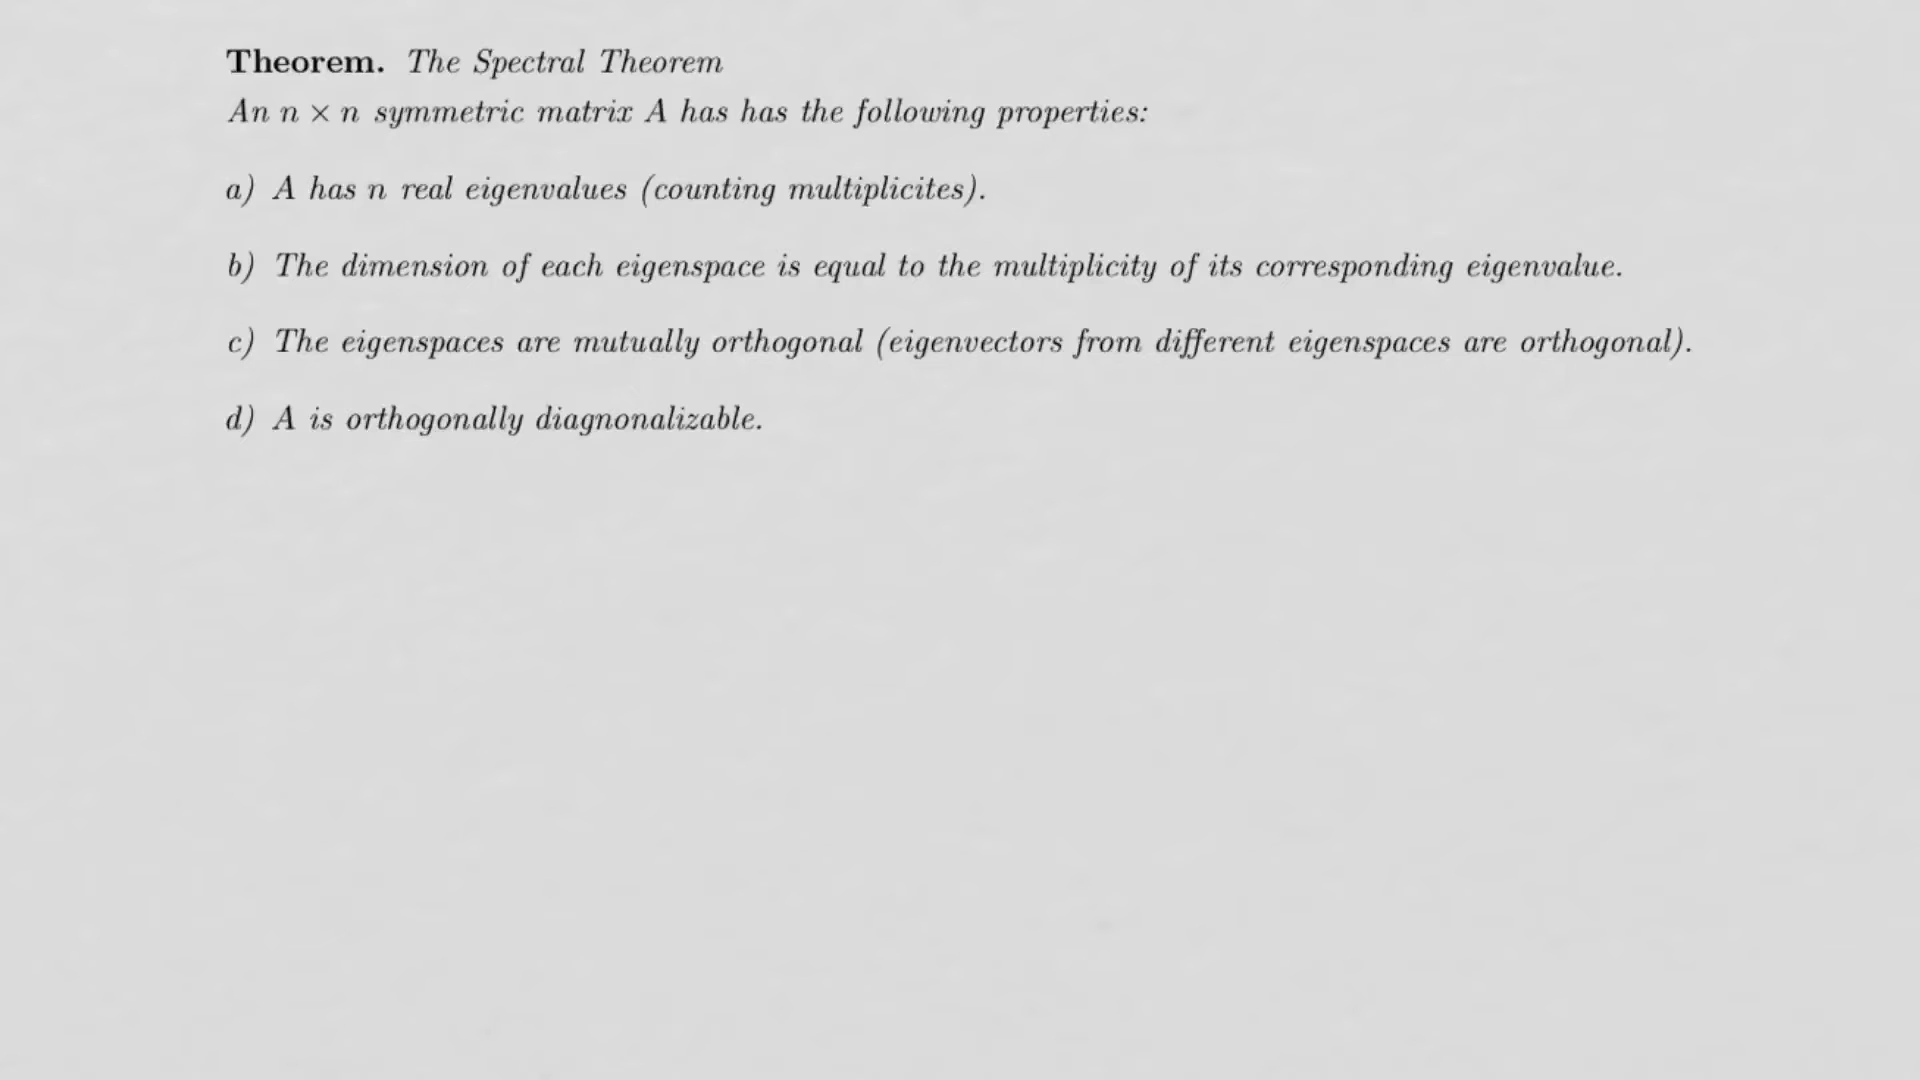 Theorem. The Spectral Theorem
An n × n symmetric matrix A has has the following properties:
a) A has n real eigenvalues (counting multiplicites).
b) The dimension of each eigenspace is equal to the multiplicity of its corresponding eigenvalue.
c) The eigenspaces are mutually orthogonal (eigenvectors from different eigenspaces are orthogonal).
d) A is orthogonally diagnonalizable.